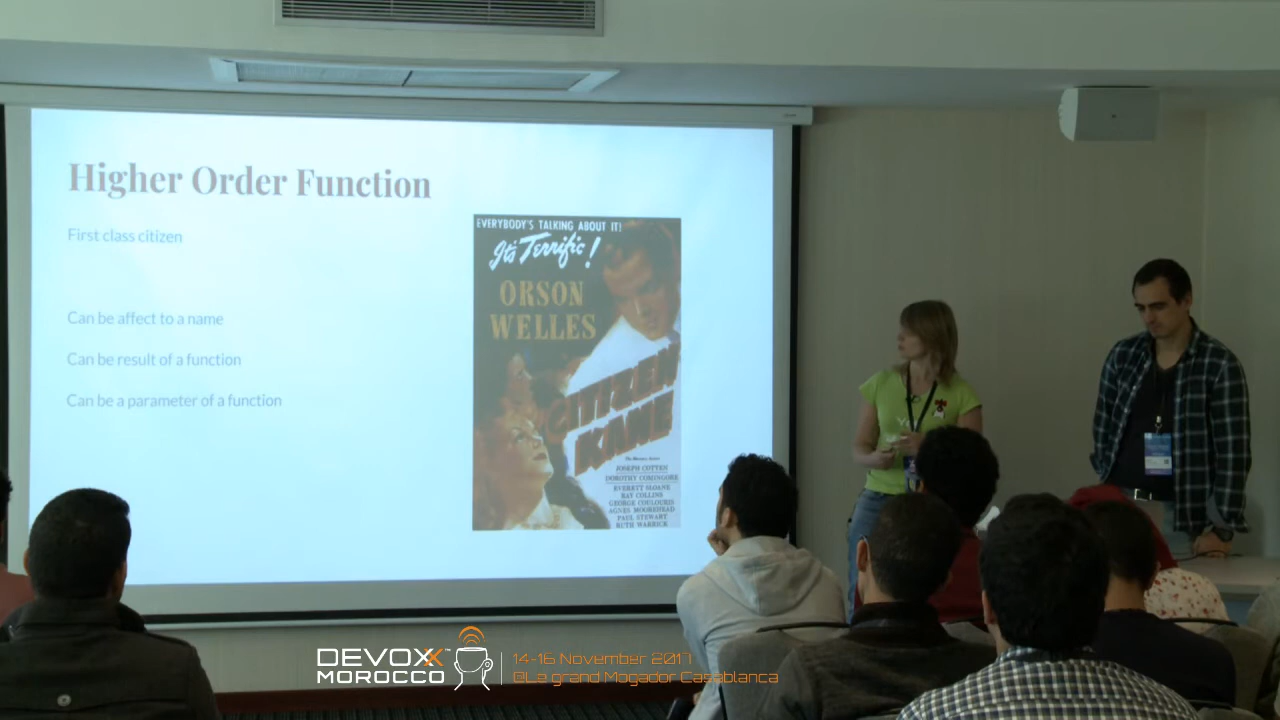 Higher Order Function
First class citizen
Can be affect to a name
Can be result of a function
Can be a parameter of a function
EVERYBODY'S TALKING ABOUT IT!
It's Terrific!
ORSON
WELLES
CITIZEN
KANE
JOSEPH COTTEN
DOROTHY COMINGORE
EVERETT SLOANE
RAY COLLINS
GEORGE COULOURIS
AGNES MOOREHEAD
PAUL STEWART
RUTH WARRICK
DEVOXX™
MOROCCO
14-16 November 2017
@Le grand Mogador Casablanca